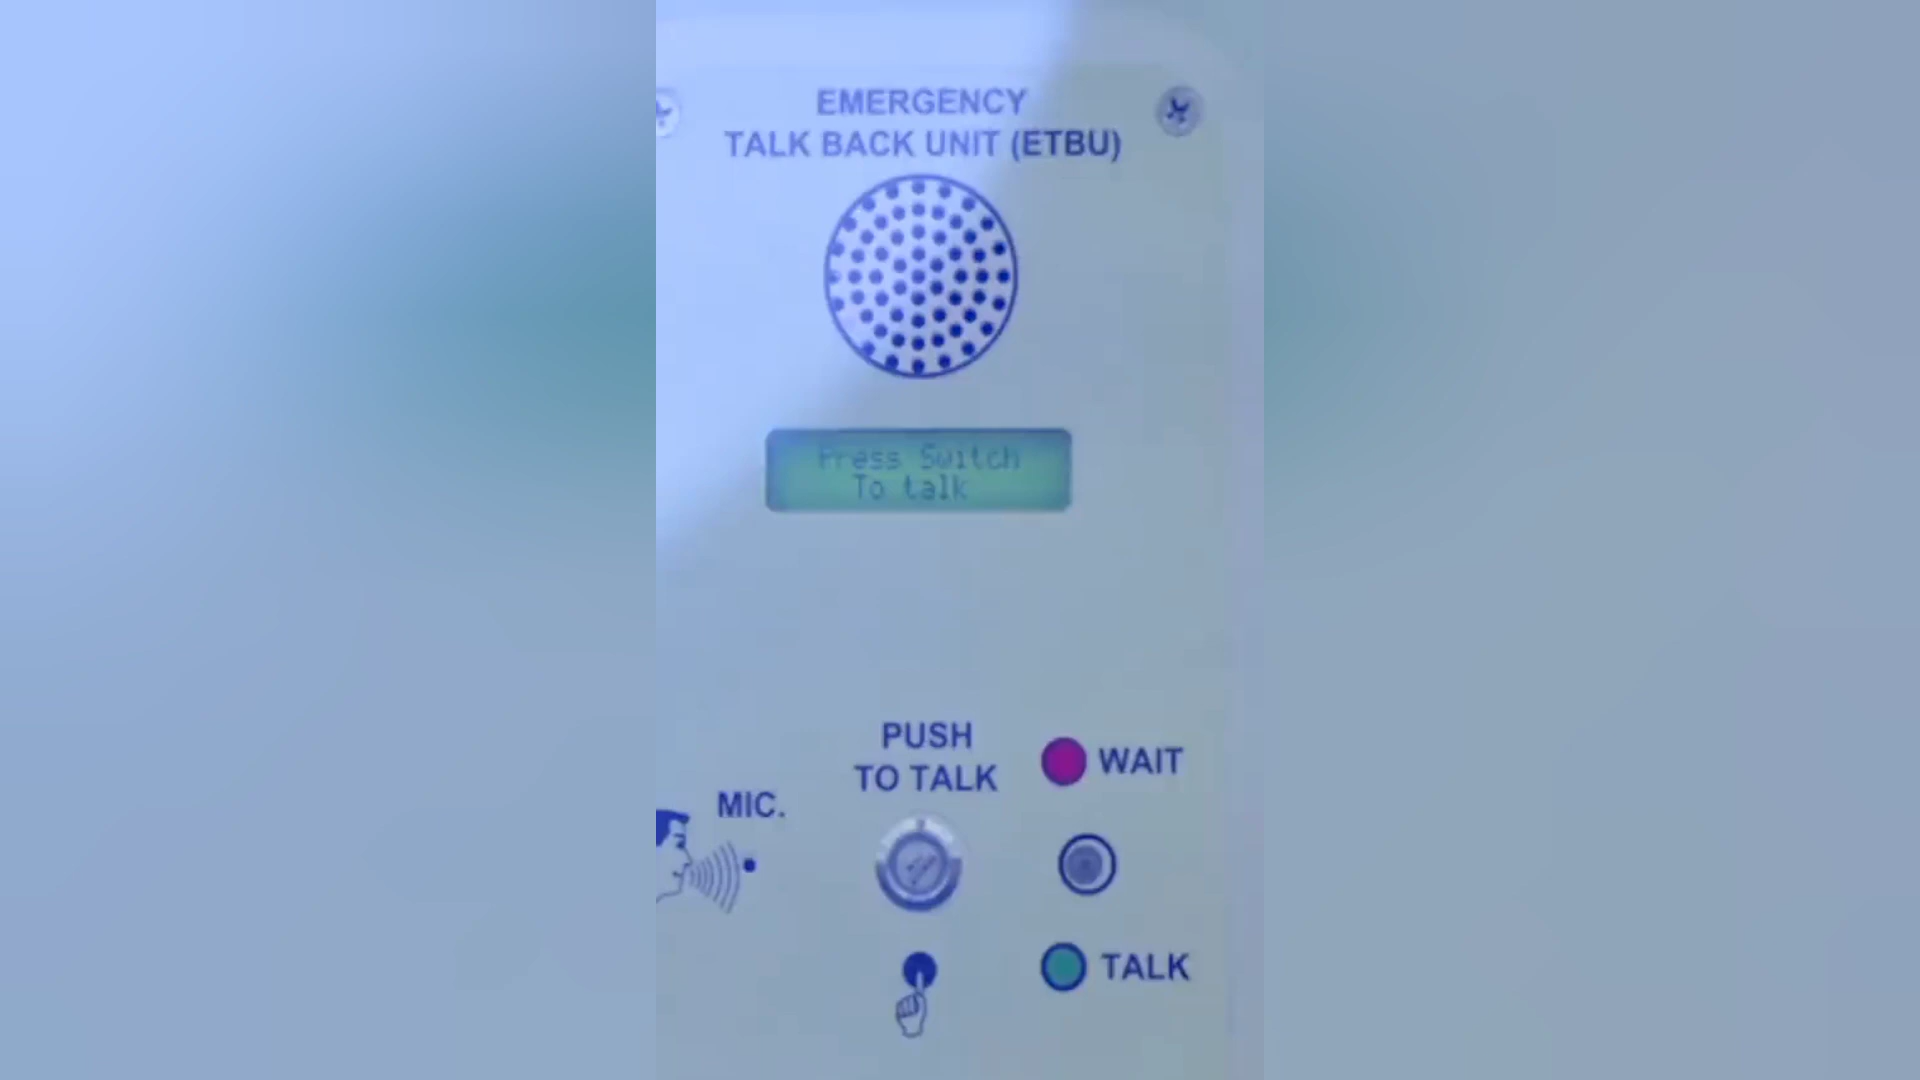 EMERGENCY
TALK BACK UNIT (ETBU)
Press Switch
To talk
PUSH
TO TALK
WAIT
MIC.
TALK